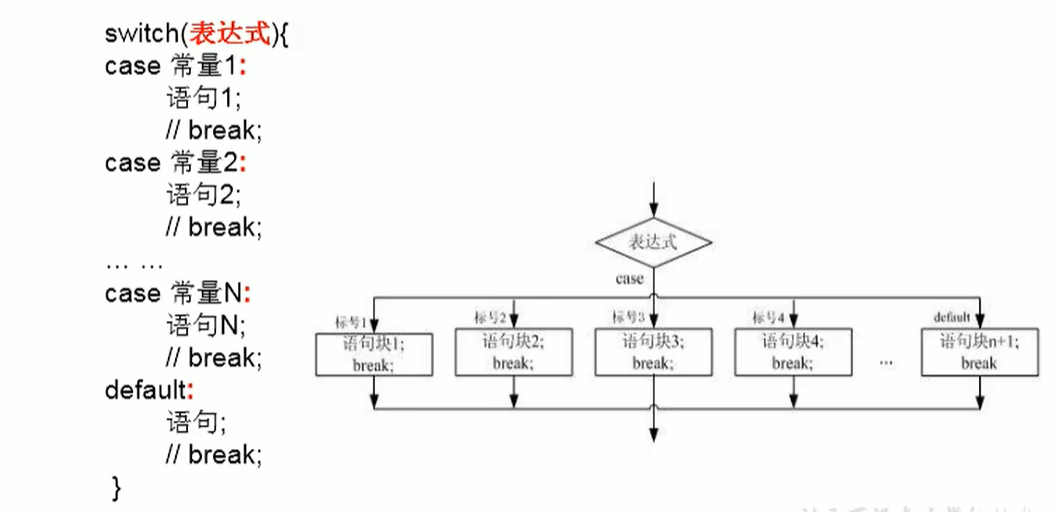 switch(表达式){
case 常量1:
语句1;
// break;
case 常量2:
语句2;
// break;
... ...
case 常量N:
语句N;
// break;
default:
语句;
// break;
}
表达式
case
标号1
语句块1;
break;
标号2
语句块2;
break;
标号3
语句块3;
break;
标号4
语句块4;
break;
...
default
语句块n+1;
break